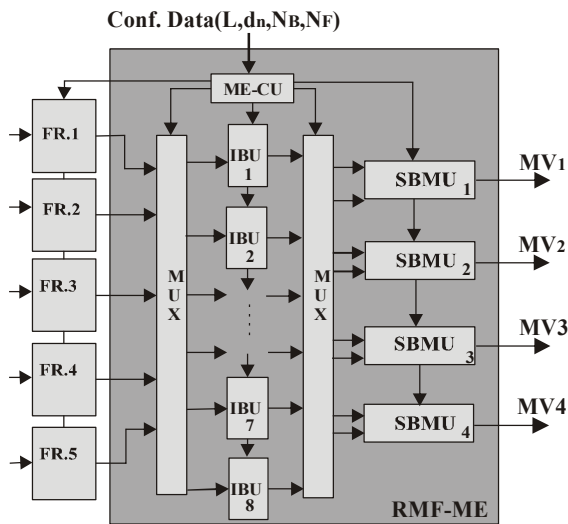 Conf. Data(L,dn,NB,NF)
ME-CU
FR.1
FR.2
FR.3
FR.4
FR.5
MUX
IBU 1
IBU 2
IBU 7
IBU 8
MUX
SBMU 1
SBMU 2
SBMU 3
SBMU 4
MV1
MV2
MV3
MV4
RMF-ME